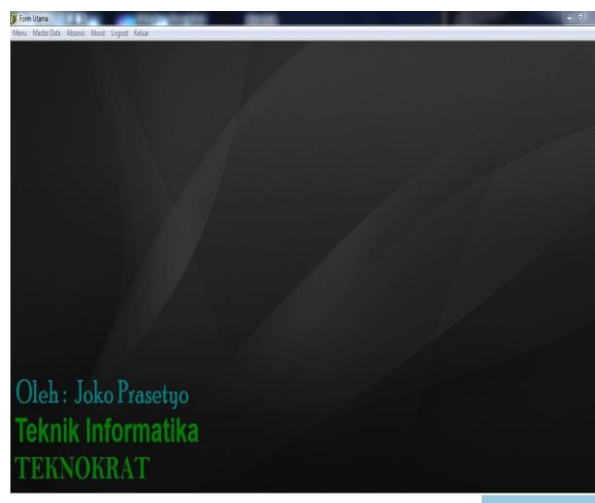 Form Utama
Menu Master Data Absensi About Logout Keluar
Oleh : Joko Prasetyo
Teknik Informatika
TEKNOKRAT